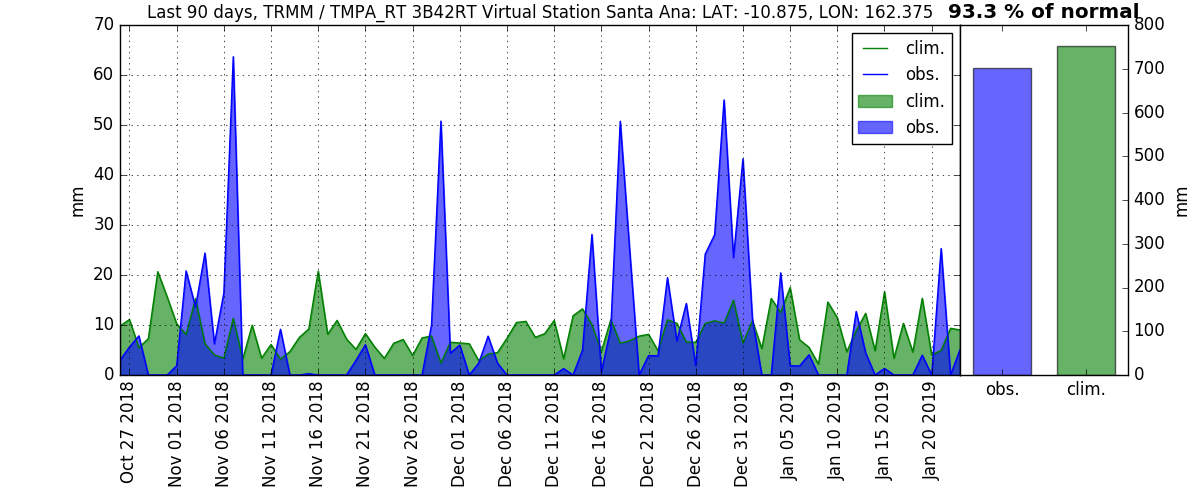 Last 90 days, TRMM / TMPA_RT 3B42RT Virtual Station Santa Ana: LAT: -10.875, LON: 162.375
93.3 % of normal
70
60
50
40
30
20
10
0
mm
clim.
obs.
clim.
obs.
Oct 27 2018
Nov 01 2018
Nov 06 2018
Nov 11 2018
Nov 16 2018
Nov 21 2018
Nov 26 2018
Dec 01 2018
Dec 06 2018
Dec 11 2018
Dec 16 2018
Dec 21 2018
Dec 26 2018
Dec 31 2018
Jan 05 2019
Jan 10 2019
Jan 15 2019
Jan 20 2019
800
700
600
500
400
300
200
100
0
mm
obs.
clim.